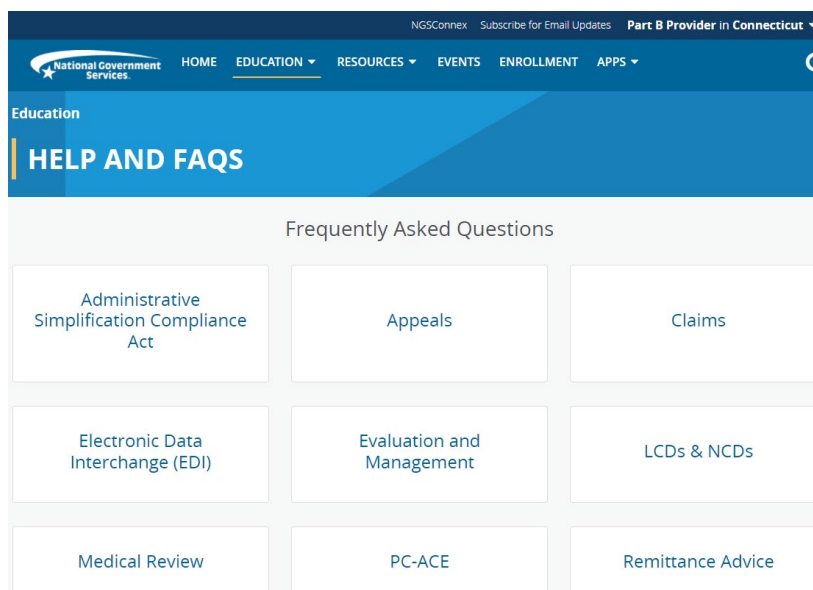 NGSConnex Subscribe for Email Updates Part B Provider in Connecticut
National Government Services.
HOME EDUCATION RESOURCES EVENTS ENROLLMENT APPS
Education
HELP AND FAQS
Frequently Asked Questions
Administrative
Simplification Compliance
Act
Appeals
Claims
Electronic Data
Interchange (EDI)
Evaluation and
Management
LCDs & NCDs
Medical Review
PC-ACE
Remittance Advice